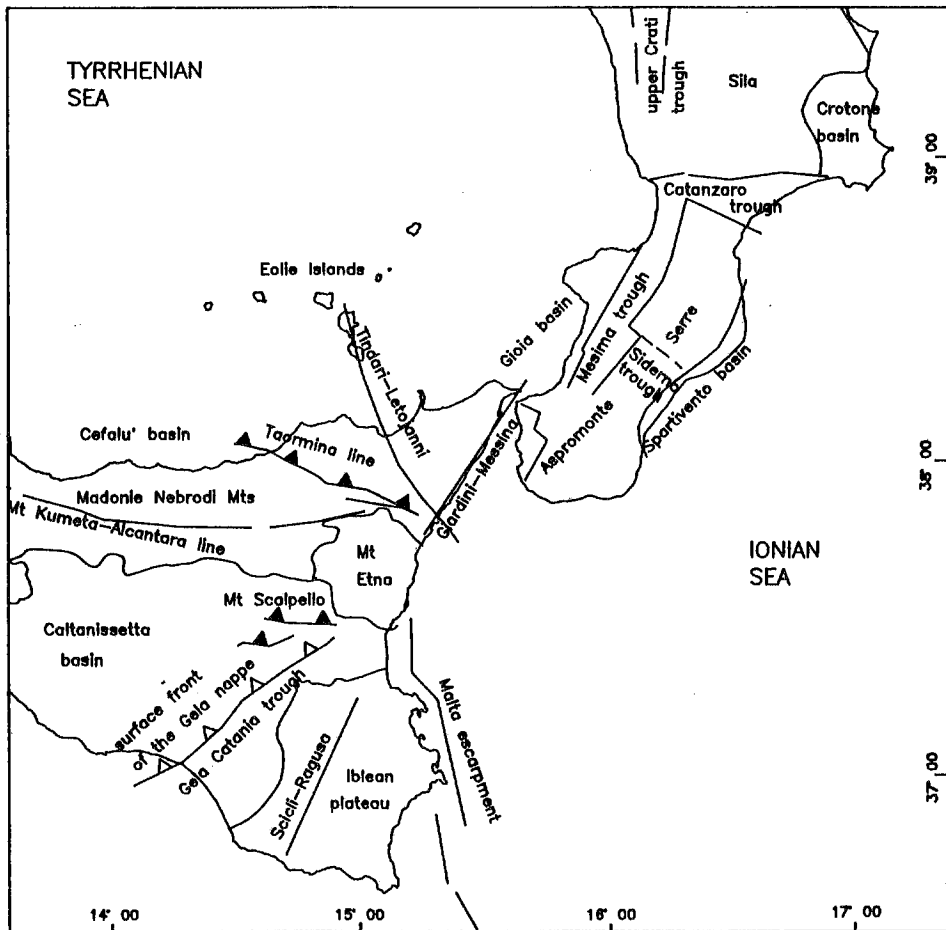 TYRRHENIAN
SEA
upper Crati
trough
Sila
Crotone
basin
39° 00
Catanzaro
trough
Eolie Islands
Tindari-Letojanni
Gioia basin
Mesima trough
Serre
Siderno
trough
Spartivento basin
Aspromonte
Cefalu' basin
Taormina line
Giardini-Messina
38° 00
Madonie Nebrodi Mts
Mt Kumeta-Alcantara line
Mt
Etna
IONIAN
SEA
Mt Scalpello
Caltanissetta
basin
surface front
of the Gela nappe
Gela Catania trough
Malta escarpment
Scicli-Ragusa
Iblean
plateau
37° 00
14° 00
15° 00
16° 00
17° 00